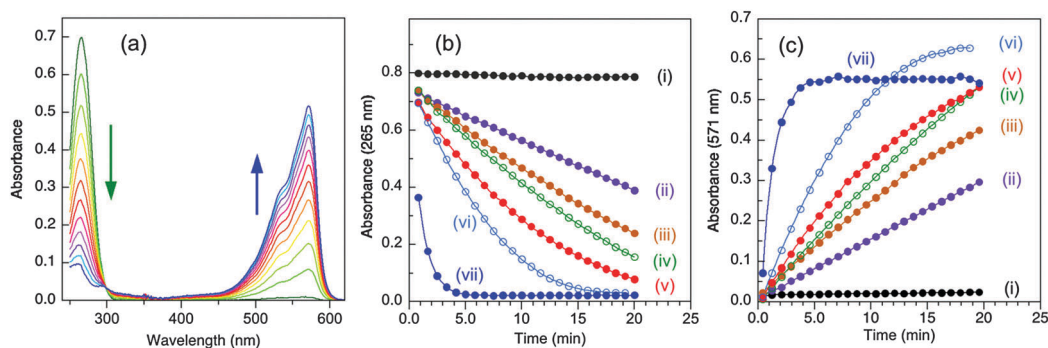 (a)
Absorbance
0.7
0.6
0.5
0.4
0.3
0.2
0.1
0.0
300
400
500
600
Wavelength (nm)
(b)
Absorbance (265 nm)
1.0
0.8
0.6
0.4
0.2
0.0
0.0
5.0
10
15
20
25
Time (min)
(i)
(ii)
(iii)
(iv)
(v)
(vi)
(vii)
(c)
Absorbance (571 nm)
0.7
0.6
0.5
0.4
0.3
0.2
0.1
0.0
0.0
5.0
10
15
20
25
Time (min)
(vi)
(vii)
(v)
(iv)
(iii)
(ii)
(i)